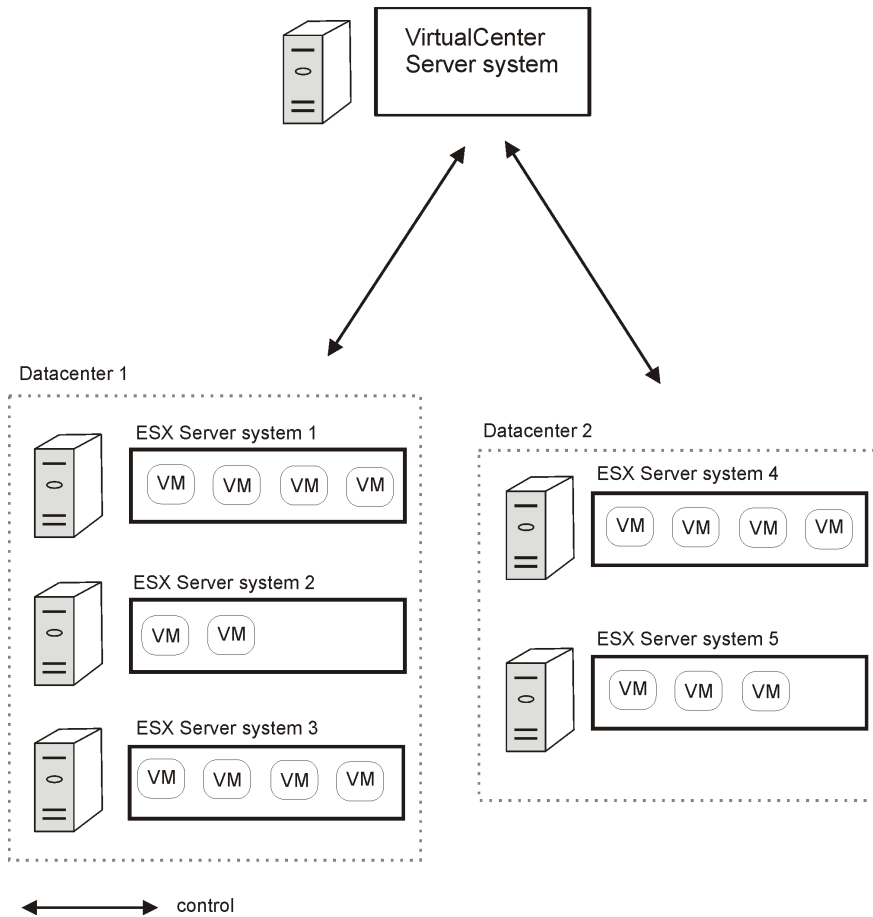 VirtualCenter
Server system
Datacenter 1
ESX Server system 1
VM VM VM VM
ESX Server system 2
VM VM
ESX Server system 3
VM VM VM VM
Datacenter 2
ESX Server system 4
VM VM VM VM
ESX Server system 5
VM VM VM
control